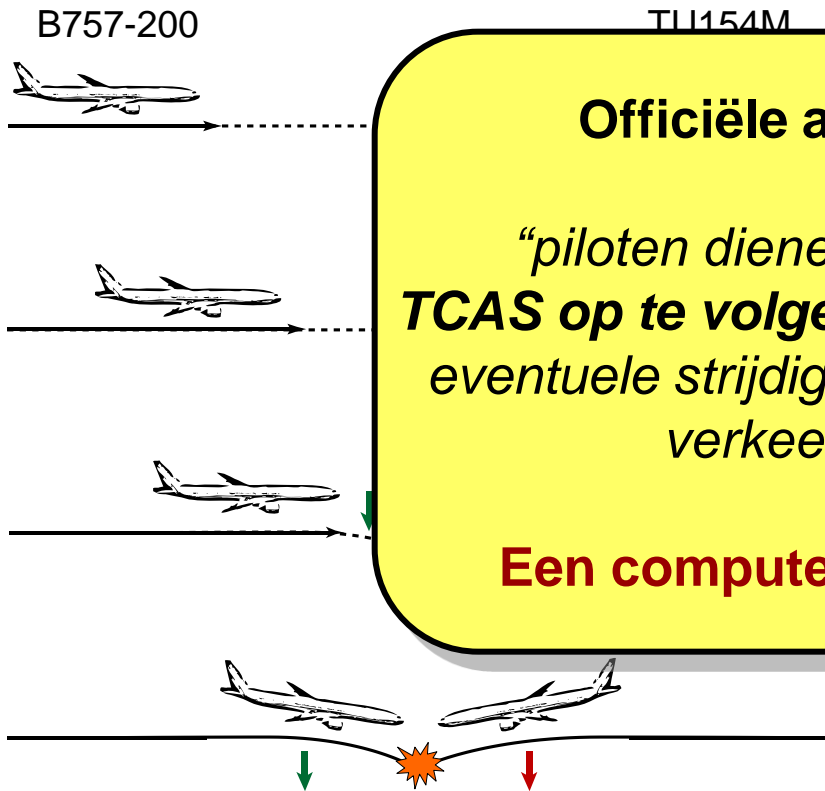 B757-200
TU154M
Officiële a
“piloten diene
TCAS op te volge
eventuele strijdig
verkee
Een compute